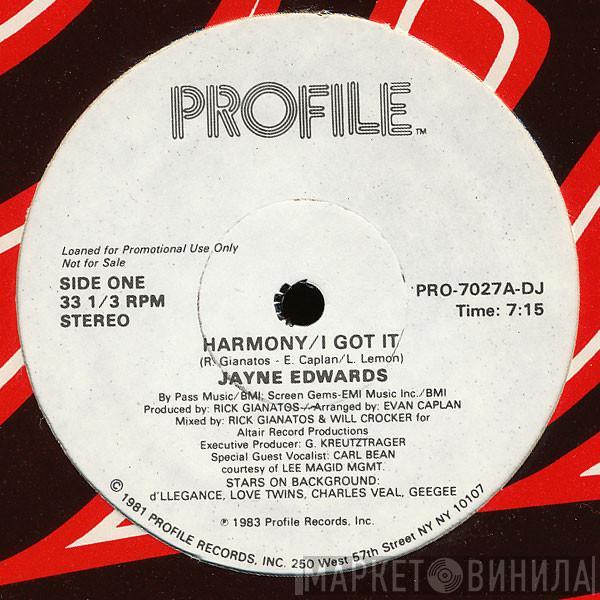 PROFILE™
Loaned for Promotional Use Only
Not for Sale
SIDE ONE
33 1/3 RPM
STEREO
PRO-7027A-DJ
Time: 7:15
HARMONY/I GOT IT
(R. Gianatos - E. Caplan/L. Lemon)
JAYNE EDWARDS
By Pass Music/BMI; Screen Gems-EMI Music Inc./BMI
Produced by: RICK GIANATOS / Arranged by: EVAN CAPLAN
Mixed by: RICK GIANATOS & WILL CROCKER for
Altair Record Productions
Executive Producer: G. KREUTZTRAGER
Special Guest Vocalist: CARL BEAN
courtesy of LEE MAGID MGMT.
STARS ON BACKGROUND:
d'LLEGANCE, LOVE TWINS, CHARLES VEAL, GEEGEE
℗ 1983 Profile Records, Inc.
© 1981 PROFILE RECORDS, INC. 250 West 57th Street NY NY 10107
МАРКЕТ ВИНИЛА